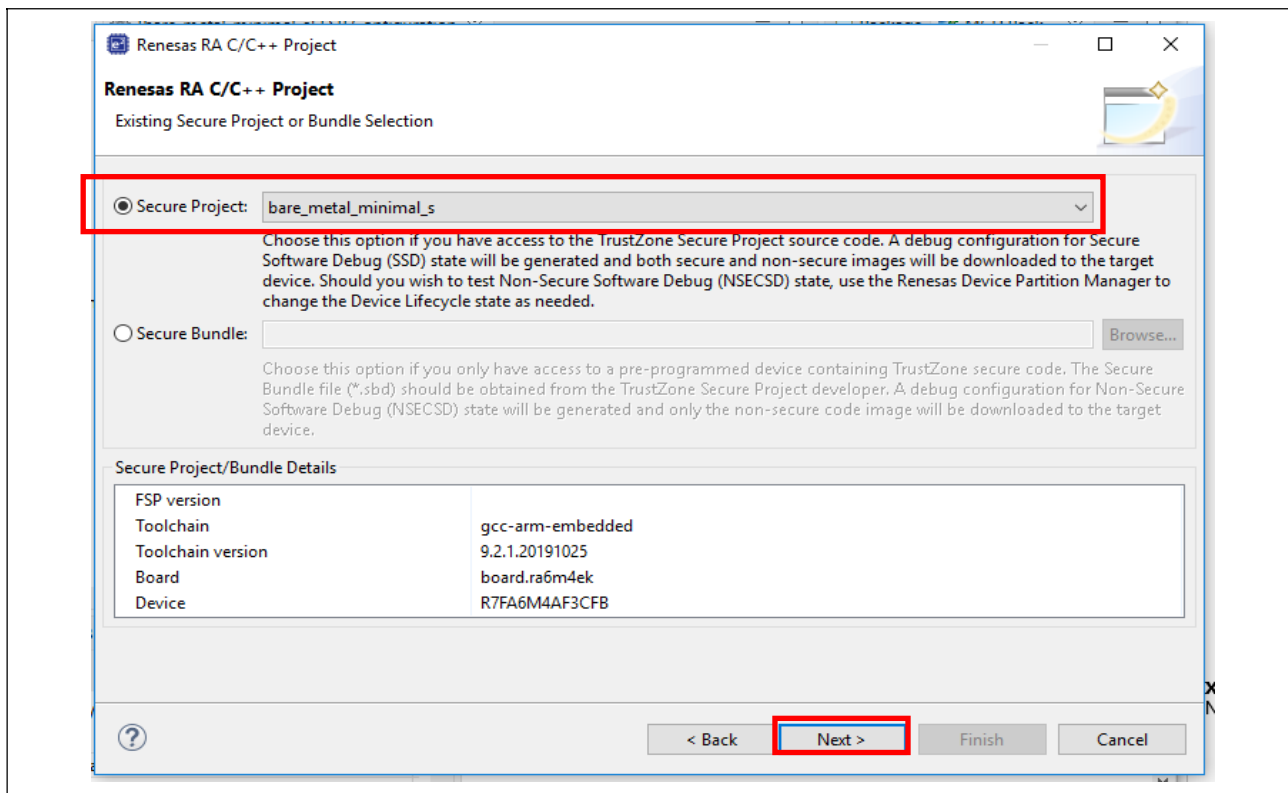 Renesas RA C/C++ Project
Renesas RA C/C++ Project
Existing Secure Project or Bundle Selection
Secure Project: bare_metal_minimal_s
Choose this option if you have access to the TrustZone Secure Project source code. A debug configuration for Secure
Software Debug (SSD) state will be generated and both secure and non-secure images will be downloaded to the target
device. Should you wish to test Non-Secure Software Debug (NSECSD) state, use the Renesas Device Partition Manager to
change the Device Lifecycle state as needed.
Secure Bundle: Browse...
Choose this option if you only have access to a pre-programmed device containing TrustZone secure code. The Secure
Bundle file (*.sbd) should be obtained from the TrustZone Secure Project developer. A debug configuration for Non-Secure
Software Debug (NSECSD) state will be generated and only the non-secure code image will be downloaded to the target
device.
Secure Project/Bundle Details
FSP version
Toolchain gcc-arm-embedded
Toolchain version 9.2.1.20191025
Board board.ra6m4ek
Device R7FA6M4AF3CFB
< Back Next > Finish Cancel